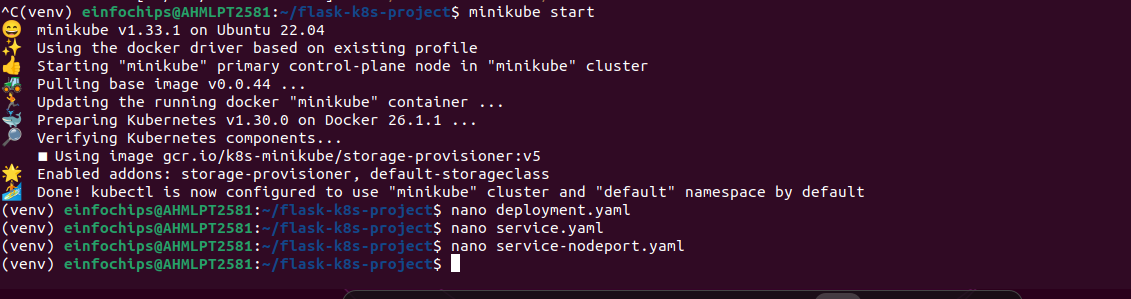 ^C(venv) einfochips@AHMLPT2581:~/flask-k8s-project$ minikube start
😄 minikube v1.33.1 on Ubuntu 22.04
✨ Using the docker driver based on existing profile
👍 Starting "minikube" primary control-plane node in "minikube" cluster
🚜 Pulling base image v0.0.44 ...
🏃 Updating the running docker "minikube" container ...
🐳 Preparing Kubernetes v1.30.0 on Docker 26.1.1 ...
🔎 Verifying Kubernetes components...
▪ Using image gcr.io/k8s-minikube/storage-provisioner:v5
🌟 Enabled addons: storage-provisioner, default-storageclass
🏄 Done! kubectl is now configured to use "minikube" cluster and "default" namespace by default
(venv) einfochips@AHMLPT2581:~/flask-k8s-project$ nano deployment.yaml
(venv) einfochips@AHMLPT2581:~/flask-k8s-project$ nano service.yaml
(venv) einfochips@AHMLPT2581:~/flask-k8s-project$ nano service-nodeport.yaml
(venv) einfochips@AHMLPT2581:~/flask-k8s-project$